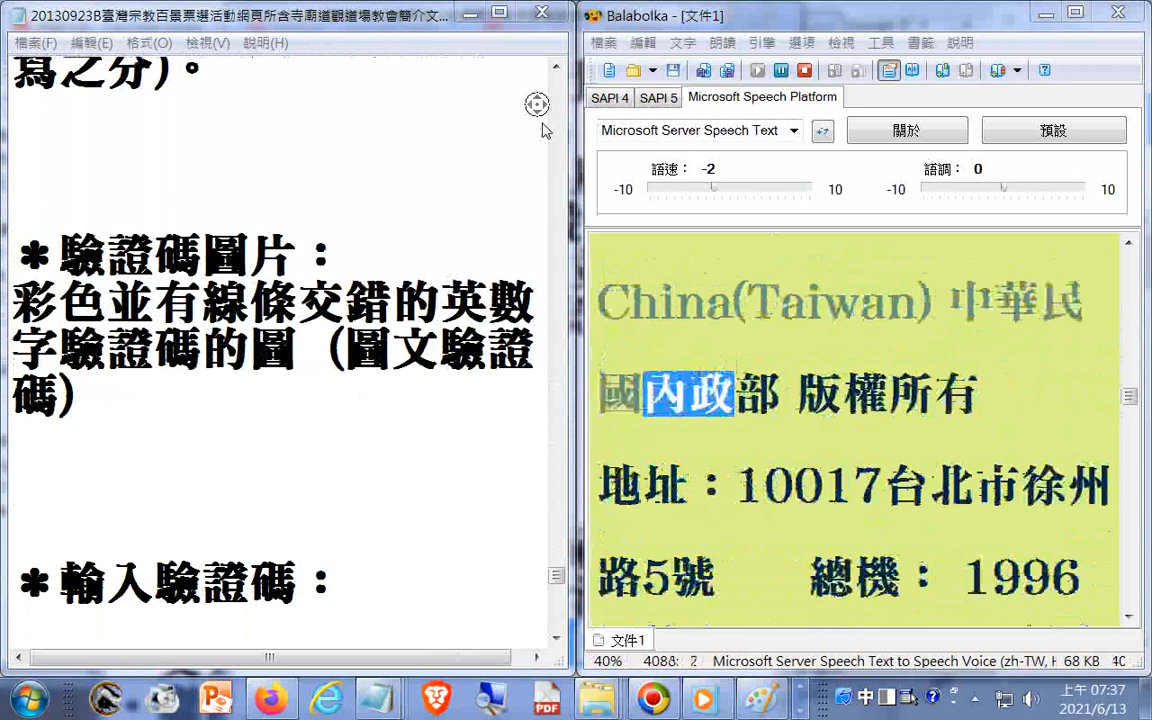 20130923B臺灣宗教百景票選活動網頁所含寺廟道觀道場教會簡介文...
檔案(F) 編輯(E) 格式(O) 檢視(V) 說明(H)
寫之分)。
＊驗證碼圖片：
彩色並有線條交錯的英數
字驗證碼的圖（圖文驗證
碼)
＊輸入驗證碼：
Balabolka - [文件1]
檔案 編輯 文字 朗讀 引擎 選項 檢視 工具 書籤 說明
SAPI 4 SAPI 5 Microsoft Speech Platform
Microsoft Server Speech Text 關於 預設
語速： -2 語調： 0
-10 10 -10 10
China(Taiwan) 中華民
國內政部 版權所有
地址：10017台北市徐州
路5號 總機： 1996
文件1
40% 4088: 2 Microsoft Server Speech Text to Speech Voice (zh-TW, H 68 KB 40
中 上午 07:37
2021/6/13